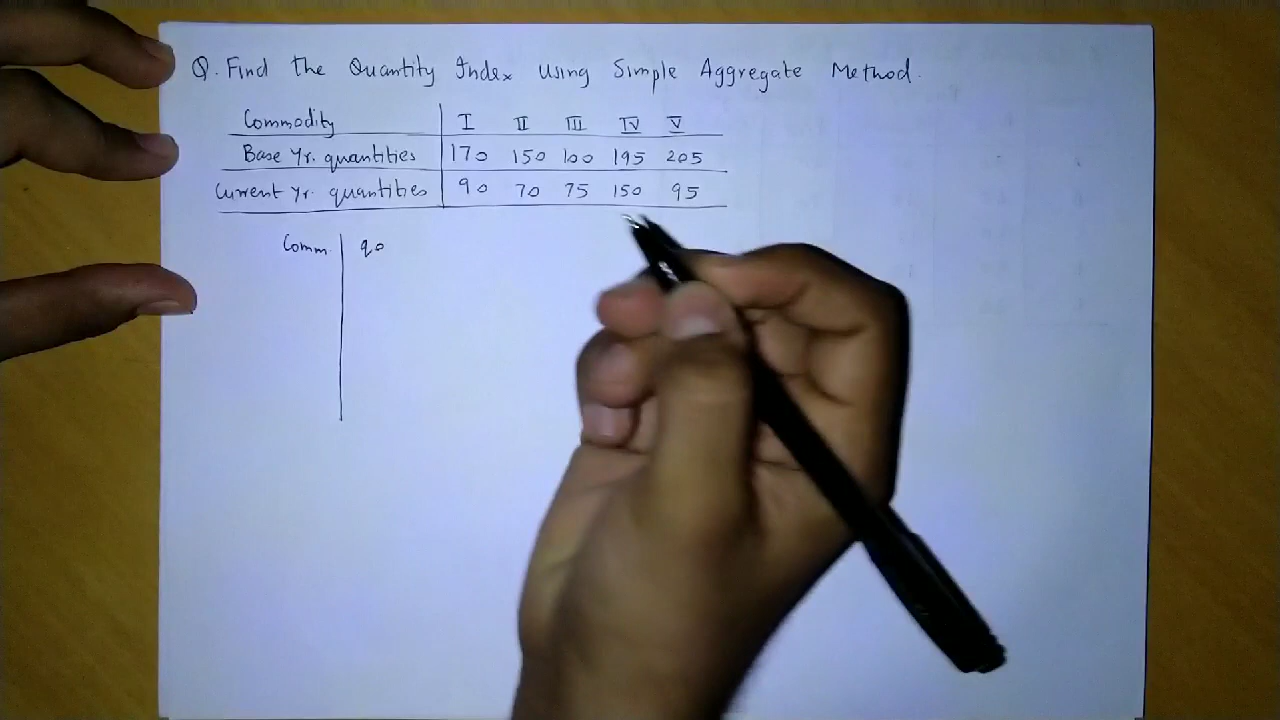 Q. Find the Quantity Index using Simple Aggregate Method.
Commodity I II III IV V
Base Yr. quantities 170 150 100 195 205
Current Yr. quantities 90 70 75 150 95
Comm. q0